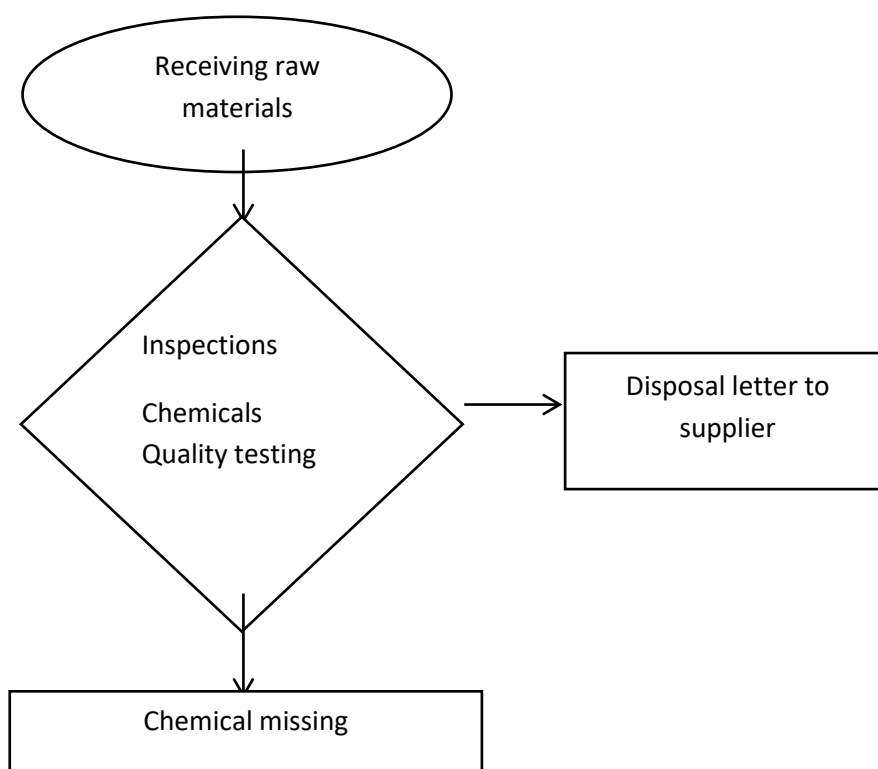 Receiving raw
materials
Inspections
Chemicals
Quality testing
Disposal letter to
supplier
Chemical missing